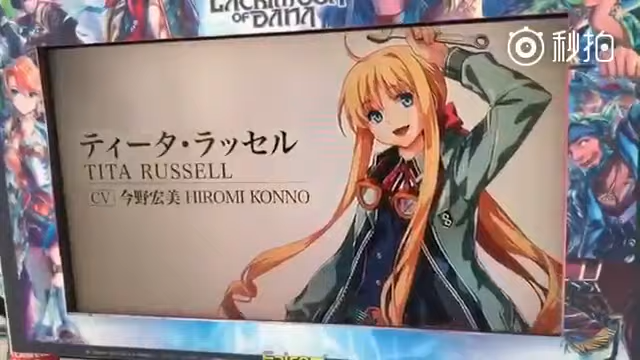 LACRIMOSA
OF DANA
秒拍
ティータ・ラッセル
TITA RUSSELL
CV 今野宏美 HIROMI KONNO
8